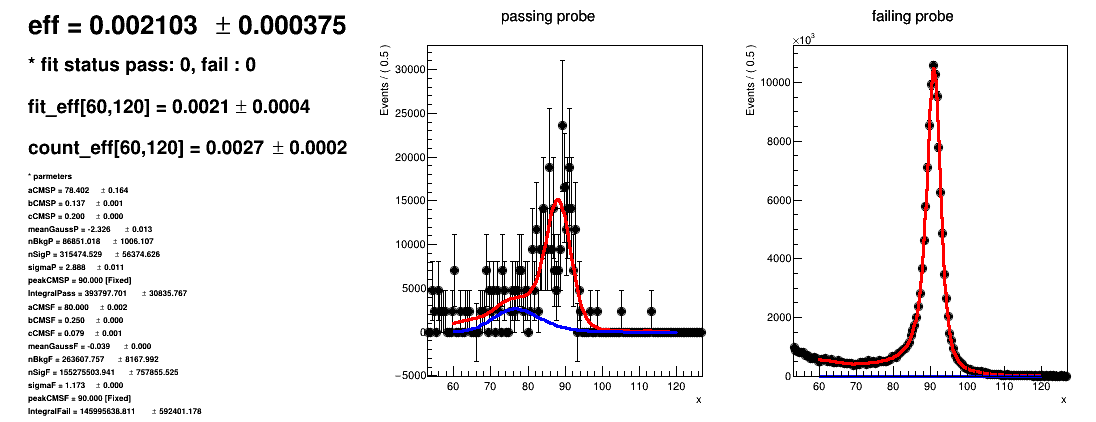 eff = 0.002103 ± 0.000375
* fit status pass: 0, fail : 0
fit_eff[60,120] = 0.0021 ± 0.0004
count_eff[60,120] = 0.0027 ± 0.0002
* parmeters
aCMSP = 78.402 ± 0.164
bCMSP = 0.137 ± 0.001
cCMSP = 0.200 ± 0.000
meanGaussP = -2.326 ± 0.013
nBkgP = 86851.018 ± 1006.107
nSigP = 315474.529 ± 56374.626
sigmaP = 2.888 ± 0.011
peakCMSP = 90.000 [Fixed]
IntegralPass = 393797.701 ± 30835.767
aCMSF = 80.000 ± 0.002
bCMSF = 0.250 ± 0.000
cCMSF = 0.079 ± 0.001
meanGaussF = -0.039 ± 0.000
nBkgF = 263607.757 ± 8167.992
nSigF = 155275503.941 ± 757855.525
sigmaF = 1.173 ± 0.000
peakCMSF = 90.000 [Fixed]
IntegralFail = 145995638.811 ± 592401.178
passing probe
Events / ( 0.5 )
30000
25000
20000
15000
10000
5000
0
−5000
60 70 80 90 100 110 120
x
failing probe
×10³
Events / ( 0.5 )
10000
8000
6000
4000
2000
0
60 70 80 90 100 110 120
x